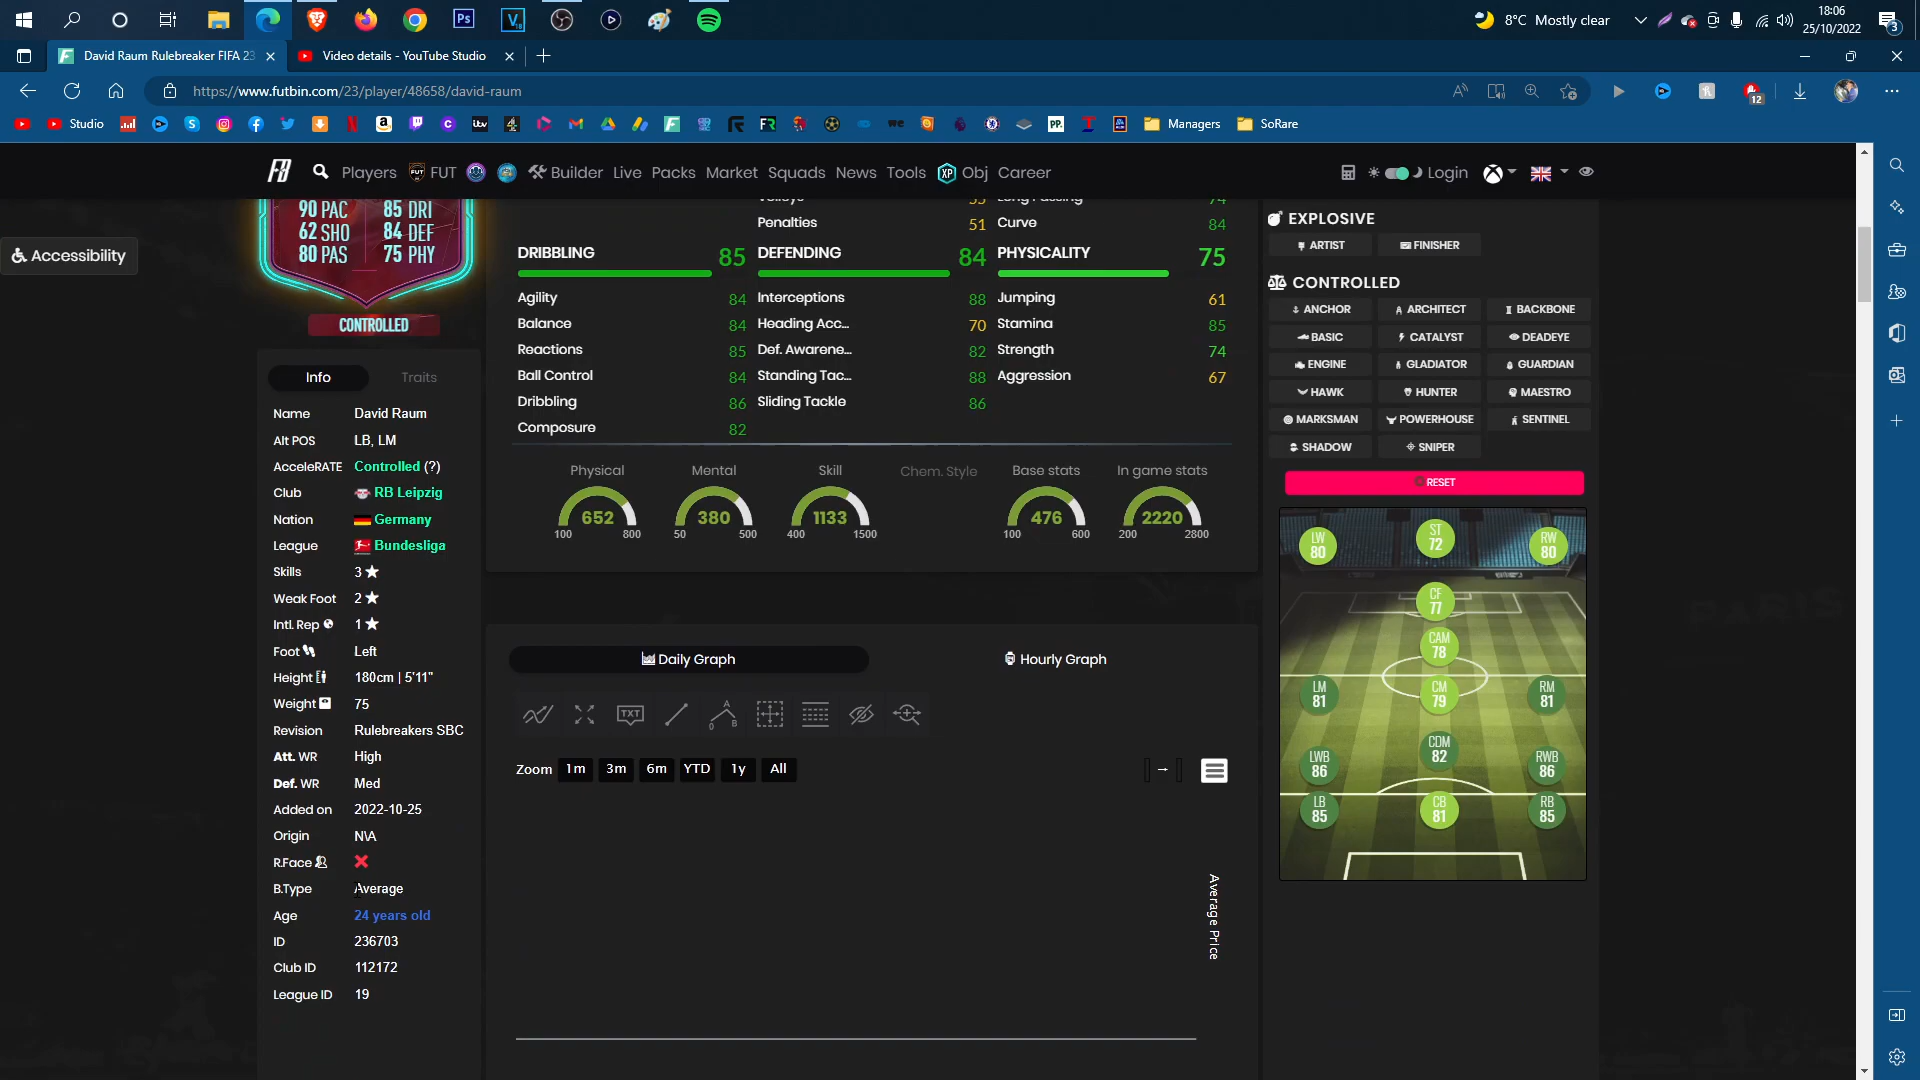 8°C Mostly clear
18:06
25/10/2022
3
David Raum Rulebreaker FIFA 23
Video details - YouTube Studio
https://www.futbin.com/23/player/48658/david-raum
12
Studio
Managers
SoRare
Players
FUT
Builder
Live
Packs
Market
Squads
News
Tools
Obj
Career
Login
Accessibility
90 PAC 85 DRI
62 SHO 84 DEF
80 PAS 75 PHY
CONTROLLED
Info Traits
Name David Raum
Alt POS LB, LM
AcceleRATE Controlled (?)
Club RB Leipzig
Nation Germany
League Bundesliga
Skills 3
Weak Foot 2
Intl. Rep 1
Foot Left
Height 180cm | 5'11"
Weight 75
Revision Rulebreakers SBC
Att. WR High
Def. WR Med
Added on 2022-10-25
Origin N\A
R.Face
B.Type Average
Age 24 years old
ID 236703
Club ID 112172
League ID 19
Volleys 55
Long Passing 74
Penalties 51
Curve 84
DRIBBLING 85
Agility 84
Balance 84
Reactions 85
Ball Control 84
Dribbling 86
Composure 82
DEFENDING 84
Interceptions 88
Heading Acc... 70
Def. Awarene... 82
Standing Tac... 88
Sliding Tackle 86
PHYSICALITY 75
Jumping 61
Stamina 85
Strength 74
Aggression 67
Physical
652
100 800
Mental
380
50 500
Skill
1133
400 1500
Chem. Style
Base stats
476
100 600
In game stats
2220
200 2800
Daily Graph
Hourly Graph
TXT
A
0 B
Zoom 1m 3m 6m YTD 1y All
→
Average Price
EXPLOSIVE
ARTIST FINISHER
CONTROLLED
ANCHOR ARCHITECT BACKBONE
BASIC CATALYST DEADEYE
ENGINE GLADIATOR GUARDIAN
HAWK HUNTER MAESTRO
MARKSMAN POWERHOUSE SENTINEL
SHADOW SNIPER
RESET
LW 80
ST 72
RW 80
CF 77
CAM 78
LM 81
CM 79
RM 81
LWB 86
CDM 82
RWB 86
LB 85
CB 81
RB 85